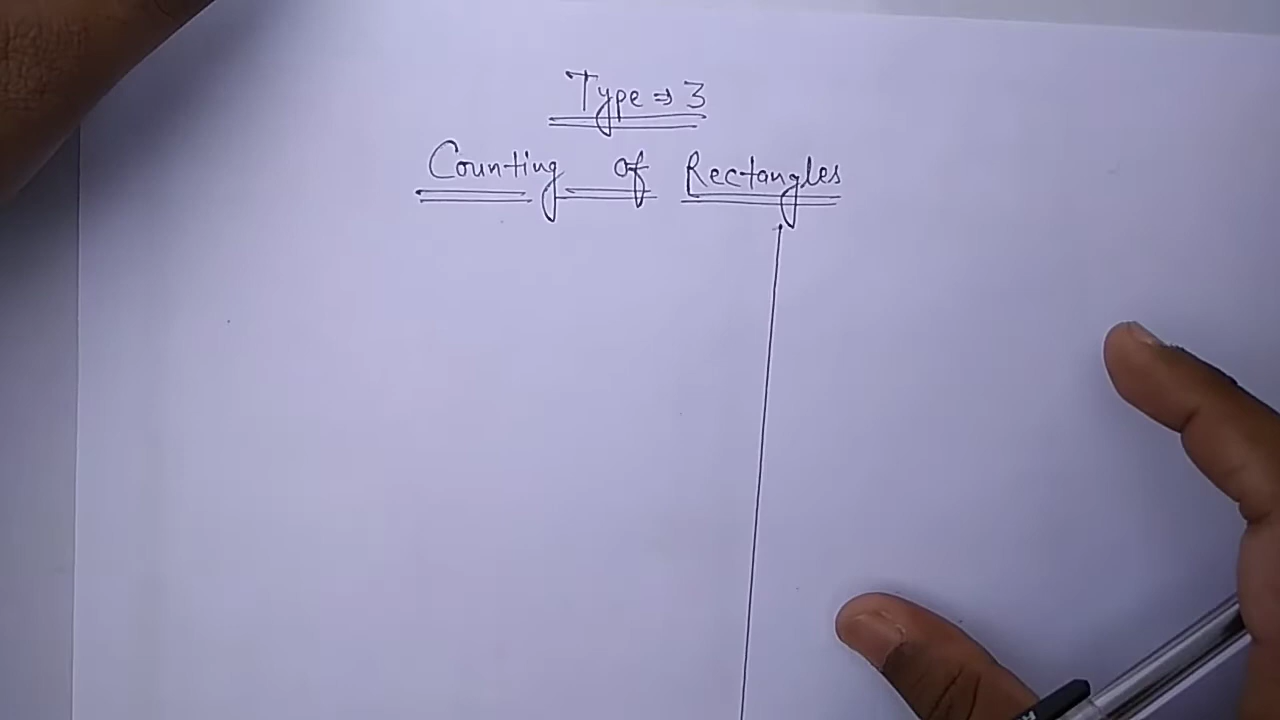 Type ⇒ 3
Counting of Rectangles